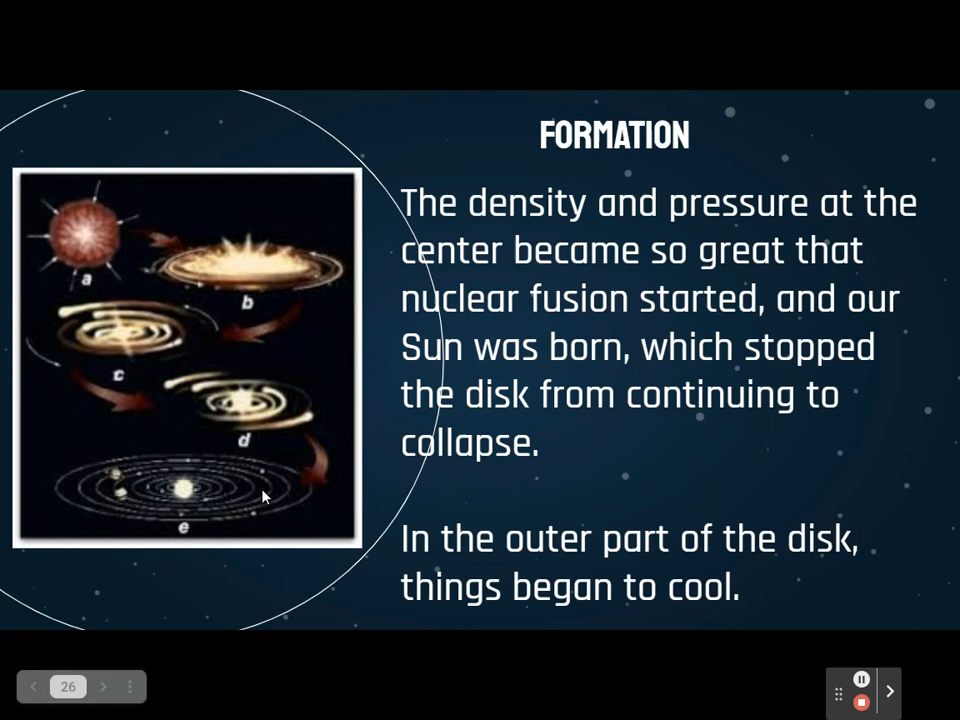 FORMATION
The density and pressure at the
center became so great that
nuclear fusion started, and our
Sun was born, which stopped
the disk from continuing to
collapse.
In the outer part of the disk,
things began to cool.
a
b
c
d
e
26